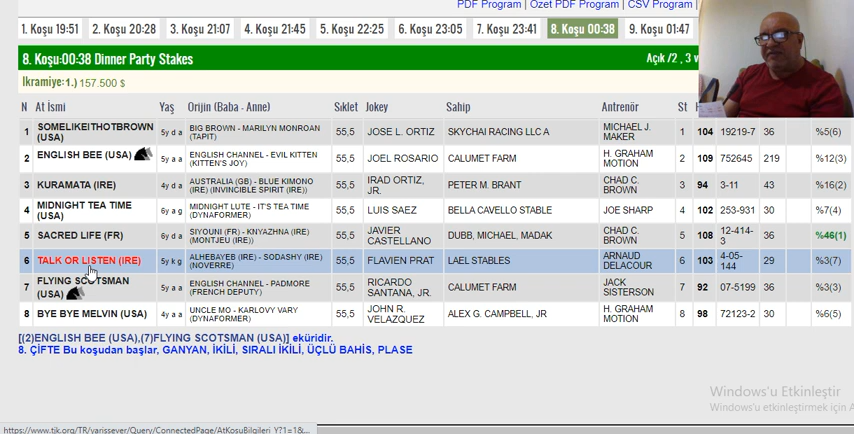 PDF Program | Özet PDF Program | CSV Program |
1. Koşu 19:51 2. Koşu 20:28 3. Koşu 21:07 4. Koşu 21:45 5. Koşu 22:25 6. Koşu 23:05 7. Koşu 23:41 8. Koşu 00:38 9. Koşu 01:47
8. Koşu:00:38 Dinner Party Stakes Açık /2 , 3 v
Ikramiye:1.) 157.500 $
N At İsmi Yaş Orijin (Baba - Anne) Sıklet Jokey Sahip Antrenör St
1 SOMELIKEITHOTBROWN (USA) 5y d a BIG BROWN - MARILYN MONROAN (TAPIT) 55,5 JOSE L. ORTIZ SKYCHAI RACING LLC A MICHAEL J. MAKER 1 104 19219-7 36 %5(6)
2 ENGLISH BEE (USA) 5y a a ENGLISH CHANNEL - EVIL KITTEN (KITTEN'S JOY) 55,5 JOEL ROSARIO CALUMET FARM H. GRAHAM MOTION 2 109 752645 219 %12(3)
3 KURAMATA (IRE) 4y d a AUSTRALIA (GB) - BLUE KIMONO (IRE) (INVINCIBLE SPIRIT (IRE)) 55,5 IRAD ORTIZ, JR. PETER M. BRANT CHAD C. BROWN 3 94 3-11 43 %16(2)
4 MIDNIGHT TEA TIME (USA) 6y a g MIDNIGHT LUTE - IT'S TEA TIME (DYNAFORMER) 55,5 LUIS SAEZ BELLA CAVELLO STABLE JOE SHARP 4 102 253-931 30 %7(4)
5 SACRED LIFE (FR) 6y d a SIYOUNI (FR) - KNYAZHNA (IRE) (MONTJEU (IRE)) 55,5 JAVIER CASTELLANO DUBB, MICHAEL, MADAK CHAD C. BROWN 5 108 12-414-3 36 %46(1)
6 TALK OR LISTEN (IRE) 5y k g ALHEBAYEB (IRE) - SODASHY (IRE) (NOVERRE) 55,5 FLAVIEN PRAT LAEL STABLES ARNAUD DELACOUR 6 103 4-05-144 29 %3(7)
7 FLYING SCOTSMAN (USA) 5y a a ENGLISH CHANNEL - PADMORE (FRENCH DEPUTY) 55,5 RICARDO SANTANA, JR. CALUMET FARM JACK SISTERSON 7 92 07-5199 36 %3(3)
8 BYE BYE MELVIN (USA) 4y a a UNCLE MO - KARLOVY VARY (DYNAFORMER) 55,5 JOHN R. VELAZQUEZ ALEX G. CAMPBELL, JR H. GRAHAM MOTION 8 98 72123-2 30 %6(5)
[(2)ENGLISH BEE (USA),(7)FLYING SCOTSMAN (USA)] eküridir.
8. ÇİFTE Bu koşudan başlar, GANYAN, İKİLİ, SIRALI İKİLİ, ÜÇLÜ BAHİS, PLASE
Windows'u Etkinleştir
Windows'u etkinleştirmek için A
https://www.tjk.org/TR/yarissever/Query/ConnectedPage/AtKosuBilgileri_Y?1=1&...